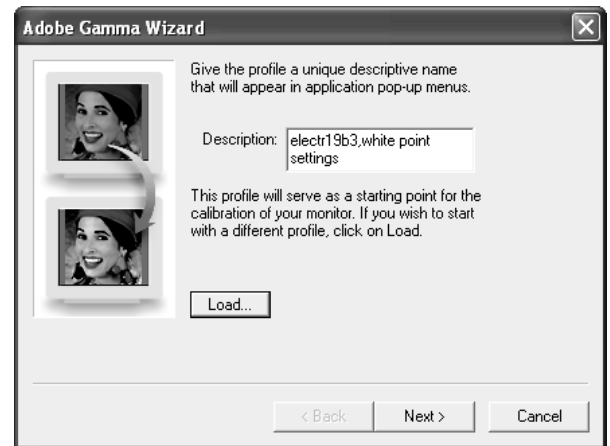 Adobe Gamma Wizard
Give the profile a unique descriptive name
that will appear in application pop-up menus.
Description:
electr19b3,white point
settings
This profile will serve as a starting point for the
calibration of your monitor. If you wish to start
with a different profile, click on Load.
Load...
< Back
Next >
Cancel